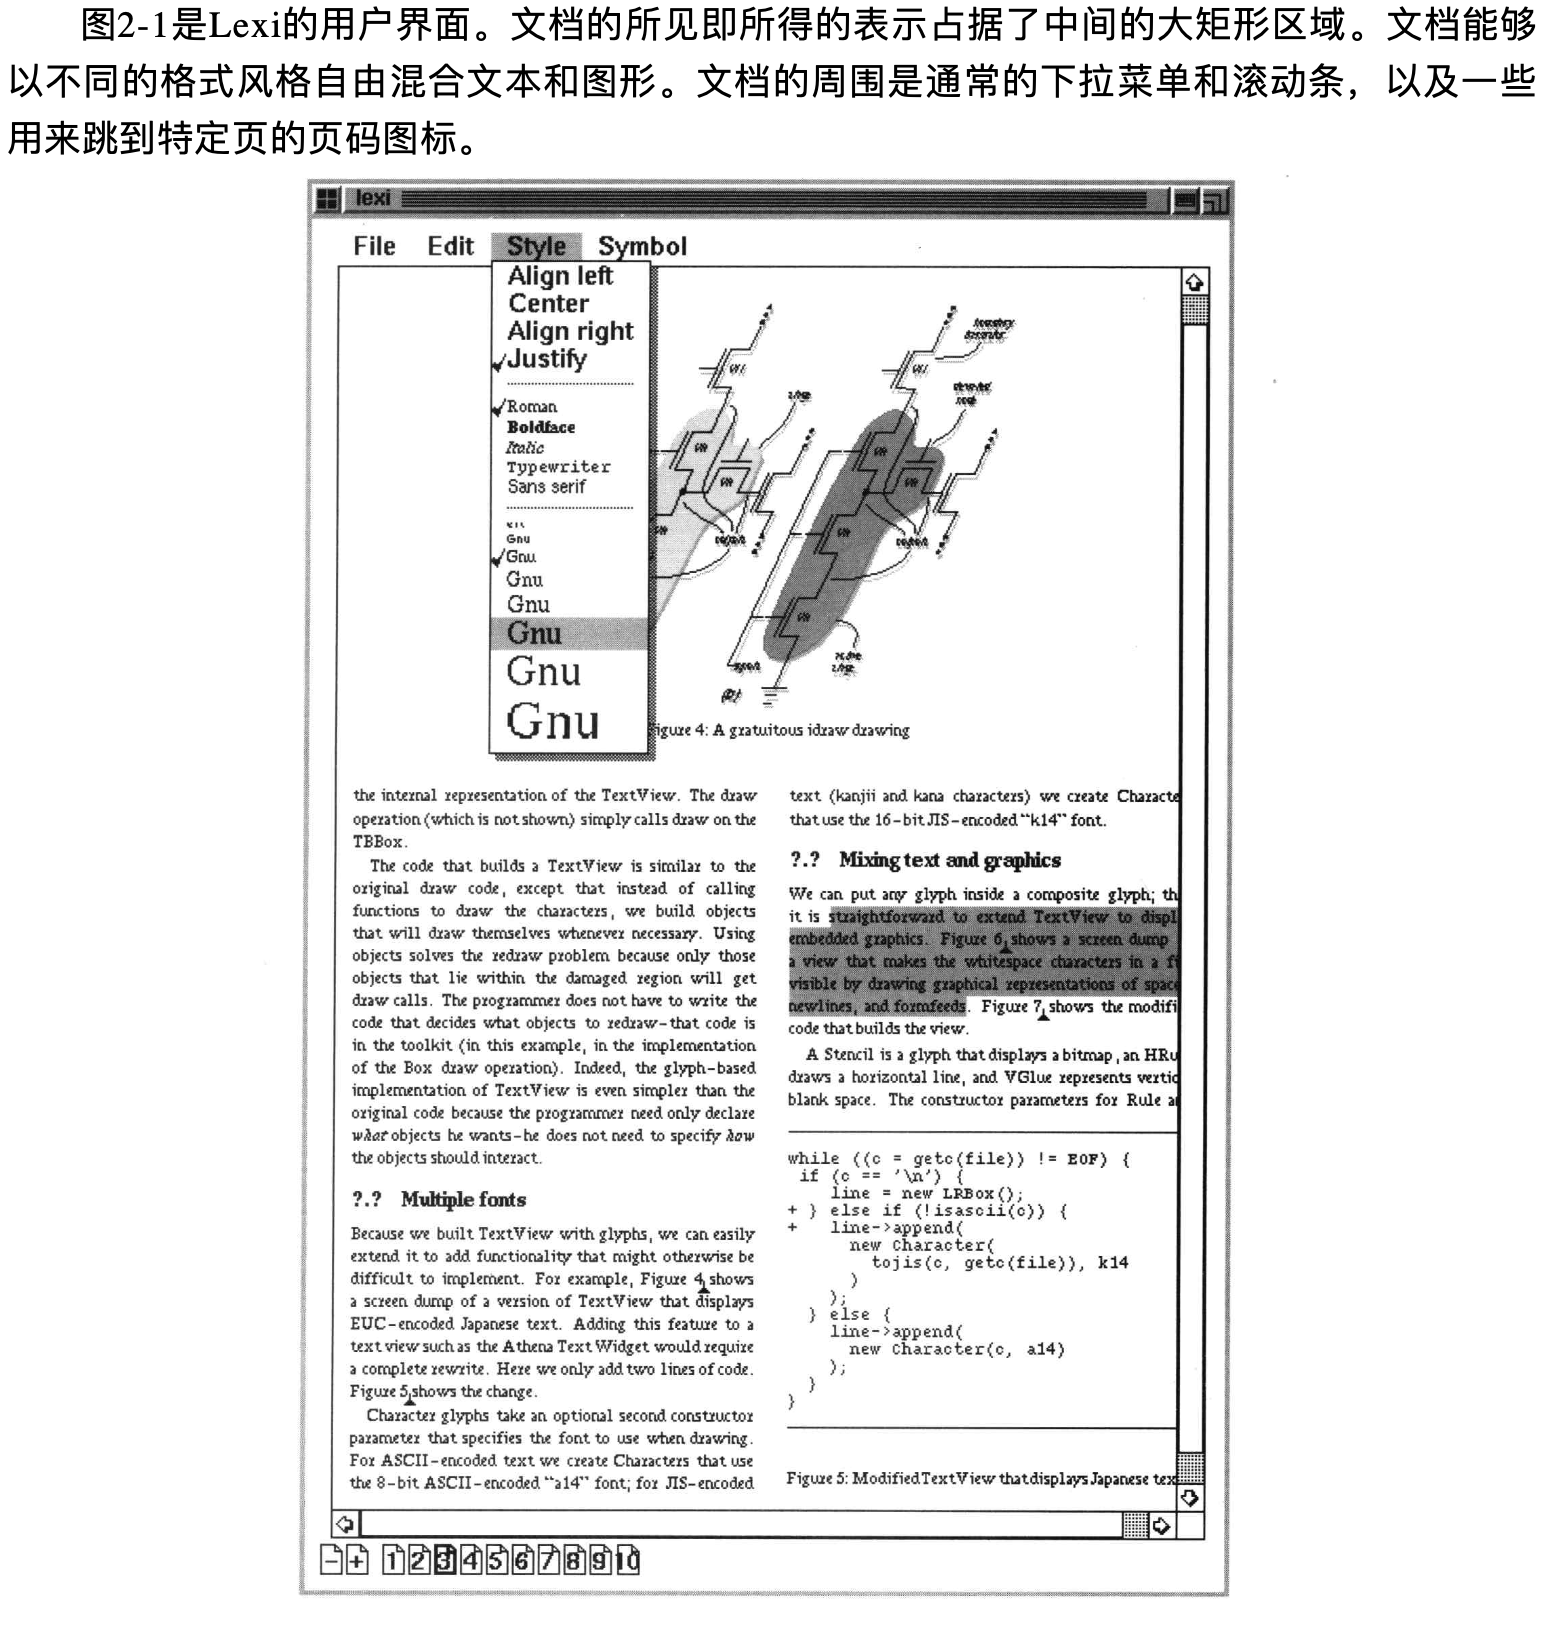 图2-1是Lexi的用户界面。文档的所见即所得的表示占据了中间的大矩形区域。文档能够
以不同的格式风格自由混合文本和图形。文档的周围是通常的下拉菜单和滚动条，以及一些
用来跳到特定页的页码图标。
lexi
File Edit Style Symbol
Align left
Center
Align right
Justify
Roman
Boldface
Italic
Typewriter
Sans serif
Gnu
Gnu
Gnu
Gnu
Gnu
Gnu
Gnu
igure 4: A gratuitous idraw drawing
the internal representation of the TextView. The draw
operation (which is not shown) simply calls draw on the
TBBox.
The code that builds a TextView is similar to the
original draw code, except that instead of calling
functions to draw the characters, we build objects
that will draw themselves whenever necessary. Using
objects solves the redraw problem because only those
objects that lie within the damaged region will get
draw calls. The programmer does not have to write the
code that decides what objects to redraw-that code is
in the toolkit (in this example, in the implementation
of the Box draw operation). Indeed, the glyph-based
implementation of TextView is even simpler than the
original code because the programmer need only declare
what objects he wants-he does not need to specify how
the objects should interact.
?.? Multiple fonts
Because we built TextView with glyphs, we can easily
extend it to add functionality that might otherwise be
difficult to implement. For example, Figure 4 shows
a screen dump of a version of TextView that displays
EUC-encoded Japanese text. Adding this feature to a
text view such as the Athena Text Widget would require
a complete rewrite. Here we only add two lines of code.
Figure 5 shows the change.
Character glyphs take an optional second constructor
parameter that specifies the font to use when drawing.
For ASCII-encoded text we create Characters that use
the 8-bit ASCII-encoded "a14" font; for JIS-encoded
text (kanjii and kana characters) we create Characte
that use the 16-bit JIS-encoded "k14" font.
?.? Mixing text and graphics
We can put any glyph inside a composite glyph; th
it is straightforward to extend TextView to displ
embedded graphics. Figure 6 shows a screen dump
a view that makes the whitespace characters in a fi
visible by drawing graphical representations of space
newlines, and formfeeds. Figure 7 shows the modifi
code that builds the view.
A Stencil is a glyph that displays a bitmap, an HRu
draws a horizontal line, and VGlue represents vertic
blank space. The constructor parameters for Rule a
while ((c = getc(file)) != EOF) {
if (c == '\n') {
line = new LRBox();
+ } else if (!isascii(c)) {
+ line->append(
new Character(
tojis(c, getc(file)), k14
)
);
} else {
line->append(
new Character(c, a14)
);
}
}
Figure 5: Modified TextView that displays Japanese tex
- + 1 2 3 4 5 6 7 8 9 10